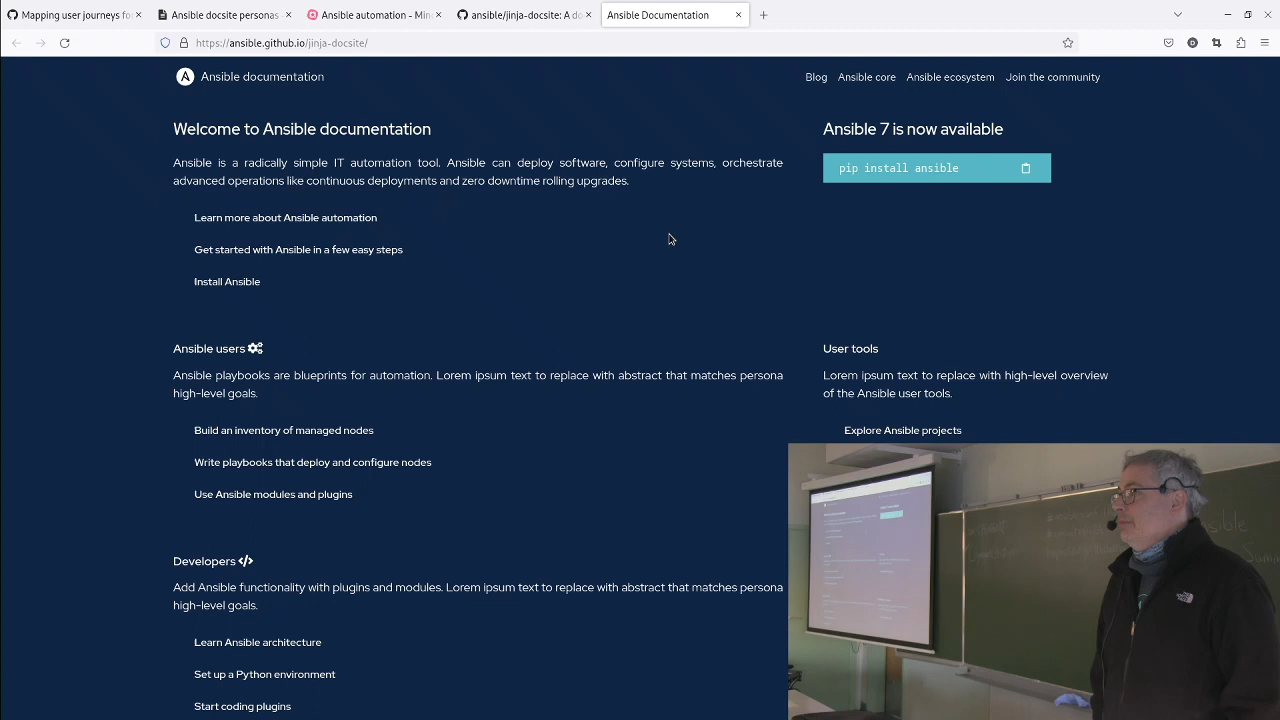 Mapping user journeys fo
Ansible docsite personas
Ansible automation - Min
ansible/jinja-docsite: A do
Ansible Documentation
https://ansible.github.io/jinja-docsite/
Ansible documentation
Blog
Ansible core
Ansible ecosystem
Join the community
Welcome to Ansible documentation
Ansible is a radically simple IT automation tool. Ansible can deploy software, configure systems, orchestrate
advanced operations like continuous deployments and zero downtime rolling upgrades.
Learn more about Ansible automation
Get started with Ansible in a few easy steps
Install Ansible
Ansible 7 is now available
pip install ansible
Ansible users
Ansible playbooks are blueprints for automation. Lorem ipsum text to replace with abstract that matches persona
high-level goals.
Build an inventory of managed nodes
Write playbooks that deploy and configure nodes
Use Ansible modules and plugins
User tools
Lorem ipsum text to replace with high-level overview
of the Ansible user tools.
Explore Ansible projects
Developers
Add Ansible functionality with plugins and modules. Lorem ipsum text to replace with abstract that matches persona
high-level goals.
Learn Ansible architecture
Set up a Python environment
Start coding plugins
THE
NORTH
FACE